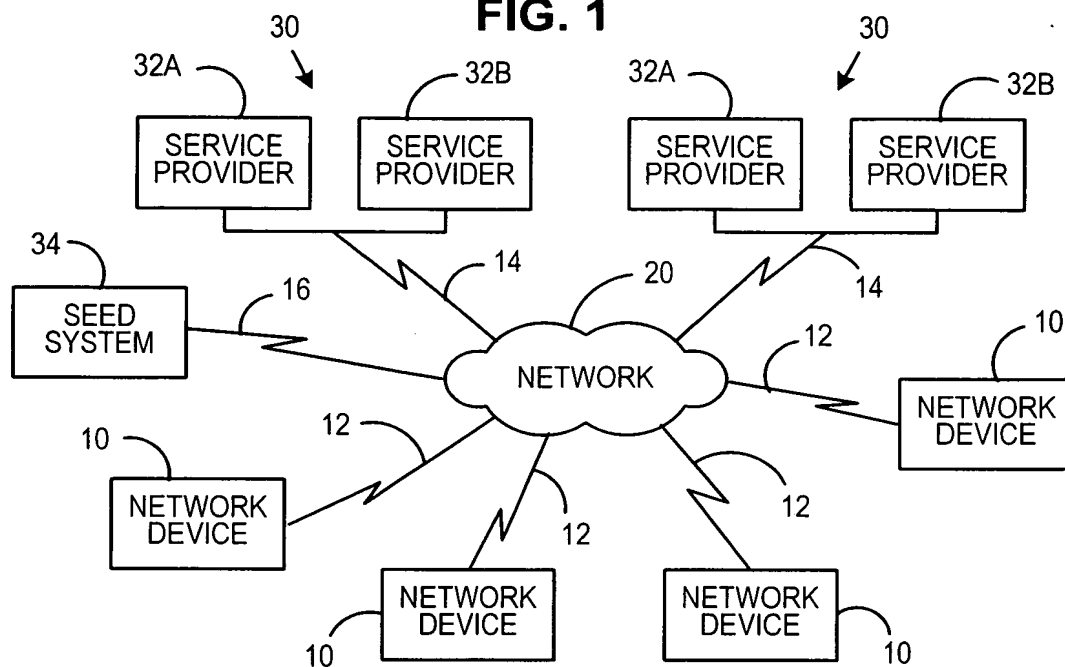 FIG. 1
30
30
32A
32B
32A
32B
SERVICE
PROVIDER
SERVICE
PROVIDER
SERVICE
PROVIDER
SERVICE
PROVIDER
34
16
14
20
14
SEED
SYSTEM
NETWORK
12
10
NETWORK
DEVICE
10
12
12
12
NETWORK
DEVICE
NETWORK
DEVICE
NETWORK
DEVICE
10
10